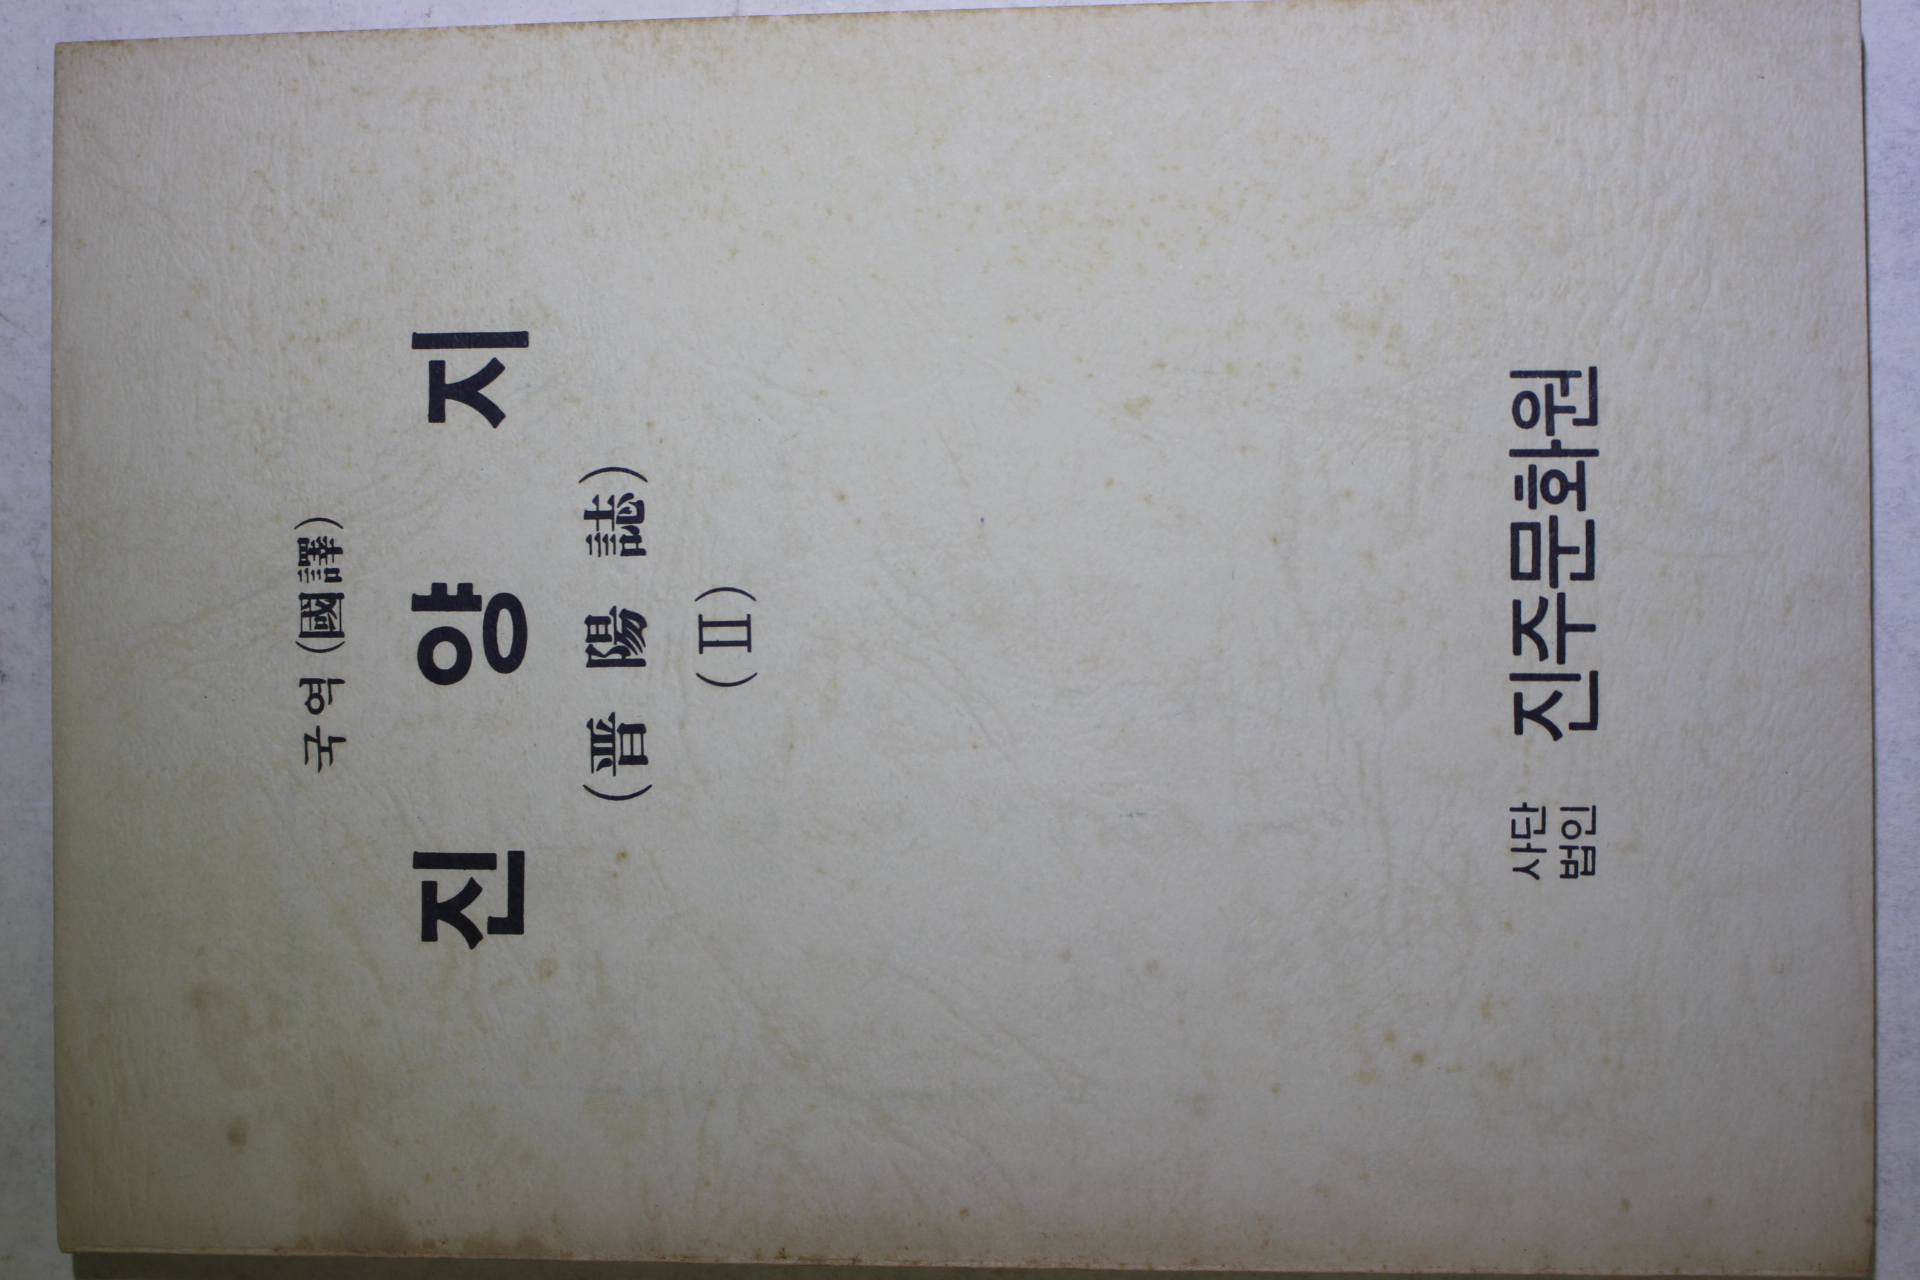 국역(國譯)
진양지
(晋陽誌)
(Ⅱ)
사단
법인 진주문화원